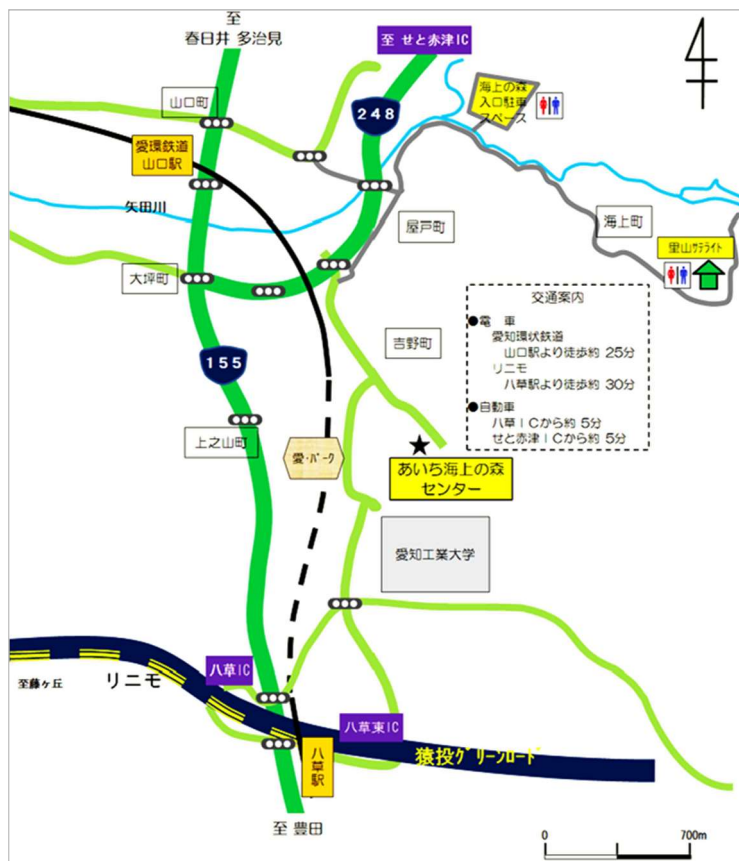 至
春日井 多治見
至 せと赤津IC
山口町
248
海上の森
入口駐車
スペース
愛環鉄道
山口駅
矢田川
屋戸町
海上町
里山サテライト
大坪町
交通案内
●電 車
愛知環状鉄道
山口駅より徒歩約 25分
リニモ
八草駅より徒歩約 30分
●自動車
八草ICから約 5分
せと赤津ICから約 5分
吉野町
155
上之山町
愛・パーク
★
あいち海上の森
センター
愛知工業大学
八草IC
至藤ヶ丘
リニモ
八草東IC
猿投グリーンロード
八草駅
至 豊田
0
700m